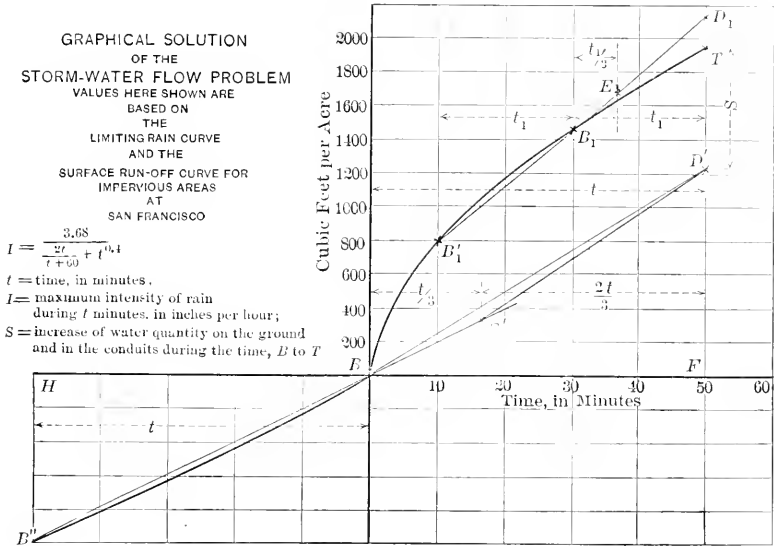 GRAPHICAL SOLUTION
OF THE
STORM-WATER FLOW PROBLEM
VALUES HERE SHOWN ARE
BASED ON
THE
LIMITING RAIN CURVE
AND THE
SURFACE RUN-OFF CURVE FOR
IMPERVIOUS AREAS
AT
SAN FRANCISCO
I = 3.68 / (2t / (t + 60) + t^0.4)
t = time, in minutes,
I = maximum intensity of rain
during t minutes, in inches per hour;
S = increase of water quantity on the ground
and in the conduits during the time, B to T
Cubic Feet per Acre
2000
1800
1600
1400
1200
1000
800
600
400
200
D₁
T
t₁/3
E₁
S
t₁
t₁
B₁
D'
t
B'₁
t/3
2t/3
B
F
10
20
30
40
50
60
Time, in Minutes
H
t
B"